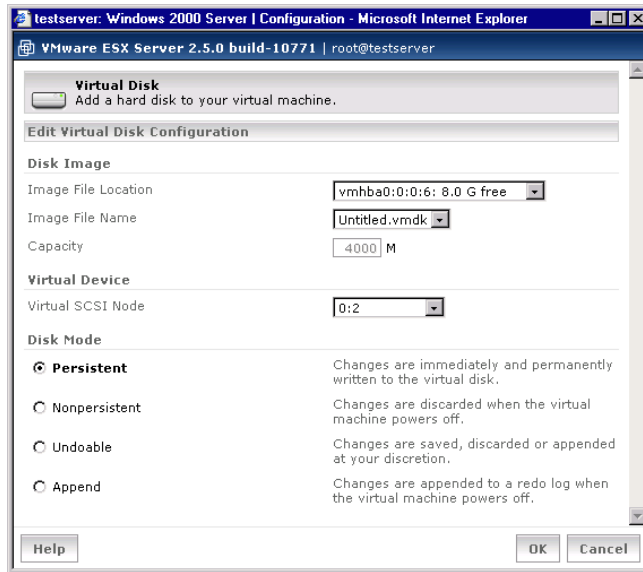 testserver: Windows 2000 Server | Configuration - Microsoft Internet Explorer
VMware ESX Server 2.5.0 build-10771 | root@testserver
Virtual Disk
Add a hard disk to your virtual machine.
Edit Virtual Disk Configuration
Disk Image
Image File Location vmhba0:0:0:6: 8.0 G free
Image File Name Untitled.vmdk
Capacity 4000 M
Virtual Device
Virtual SCSI Node 0:2
Disk Mode
Persistent Changes are immediately and permanently
written to the virtual disk.
Nonpersistent Changes are discarded when the virtual
machine powers off.
Undoable Changes are saved, discarded or appended
at your discretion.
Append Changes are appended to a redo log when
the virtual machine powers off.
Help OK Cancel